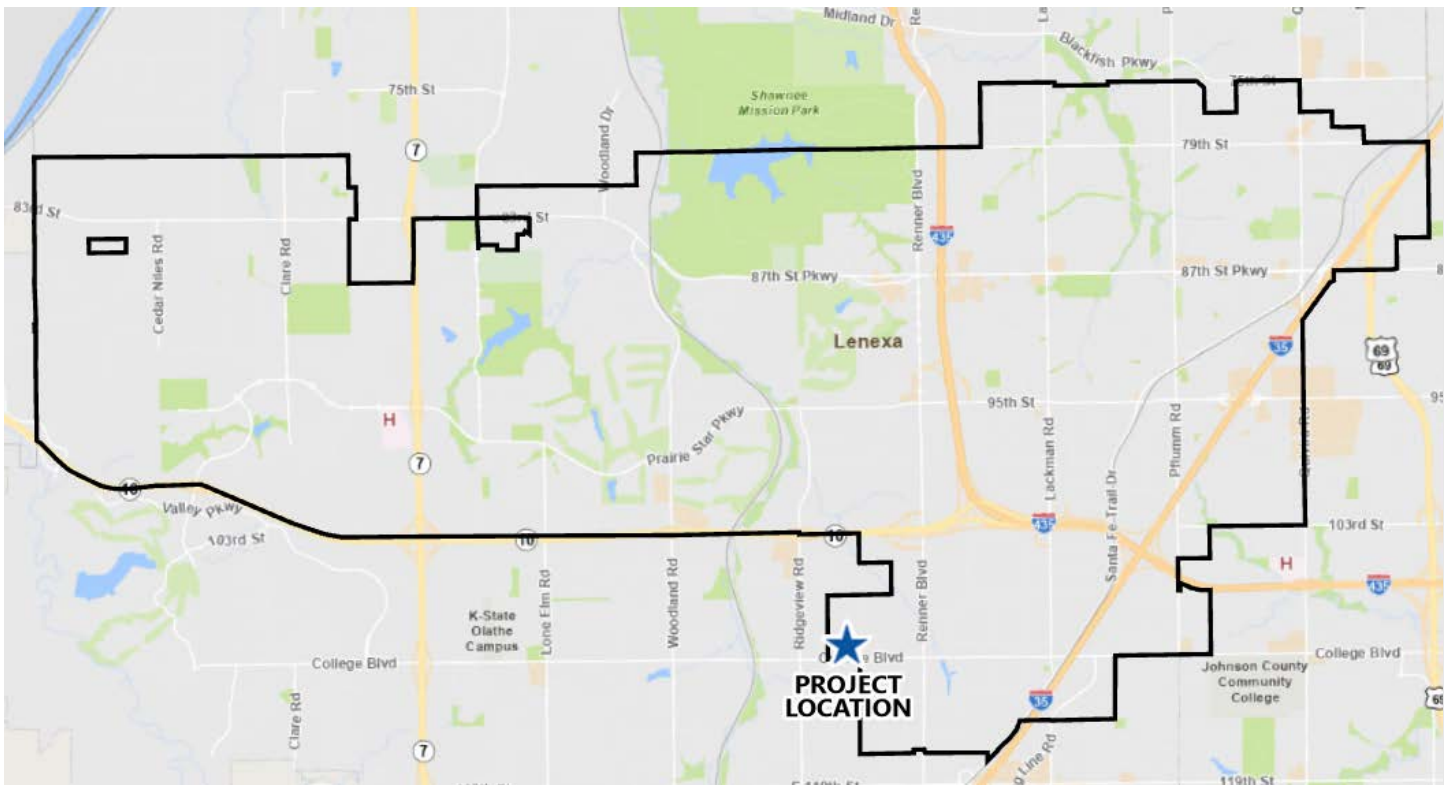 Midland Dr
Blackfish Pkwy
75th St
75th St
Shawnee
Mission Park
Woodland Dr
7
79th St
83rd St
83rd St
Renner Blvd
435
Cedar Niles Rd
Clare Rd
87th St Pkwy
87th St Pkwy
Lenexa
35
69
69
95th St
H
Prairie Star Pkwy
7
Lackman Rd
Pflumm Rd
Santa Fe Trail Dr
10
Valley Pkwy
103rd St
10
10
435
103rd St
H
435
K-State
Olathe
Campus
Lone Elm Rd
Woodland Rd
Ridgeview Rd
Renner Blvd
College Blvd
Blvd
College Blvd
PROJECT
LOCATION
Johnson County
Community
College
Clare Rd
35
7
119th St